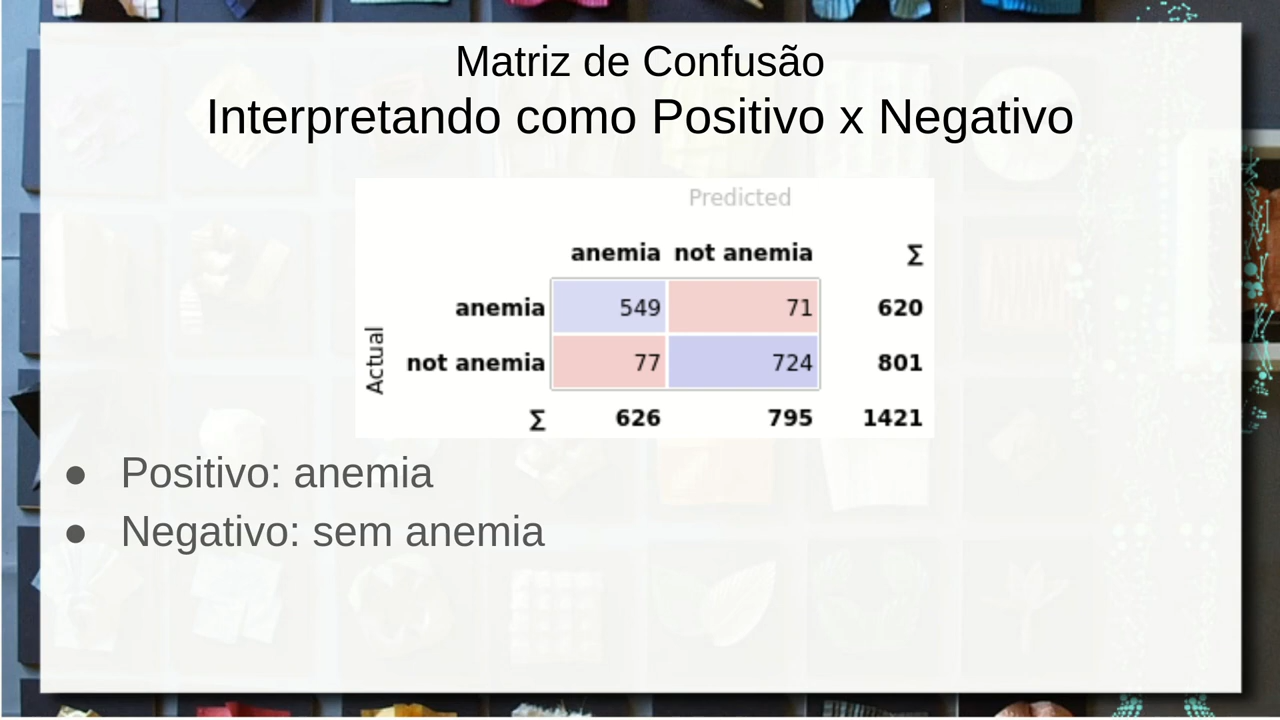 Matriz de Confusão
Interpretando como Positivo x Negativo
Predicted
anemia not anemia Σ
anemia 549 71 620
Actual
not anemia 77 724 801
Σ 626 795 1421
● Positivo: anemia
● Negativo: sem anemia